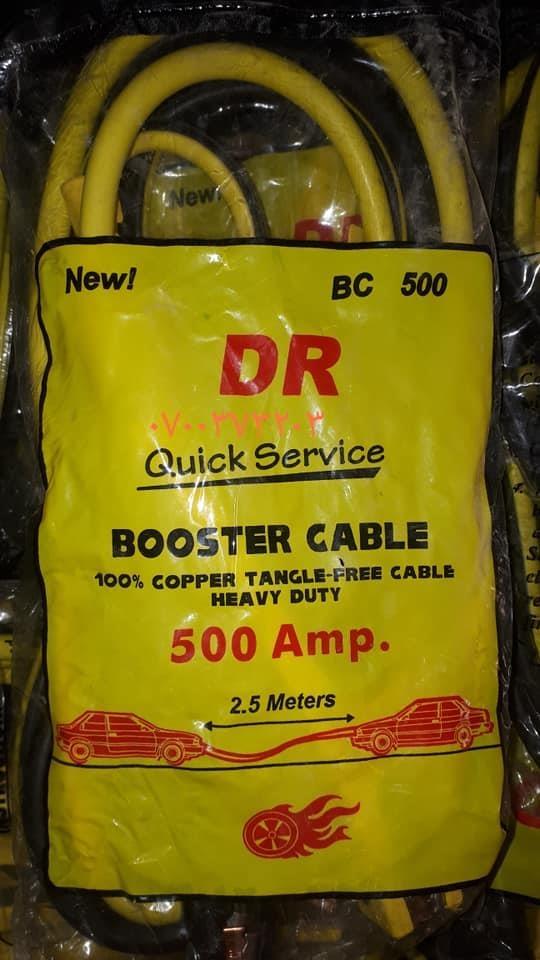 New!
New! BC 500
DR
٠٧٠٠٣٧٣٢٠٣
Quick Service
BOOSTER CABLE
100% COPPER TANGLE-FREE CABLE
HEAVY DUTY
500 Amp.
2.5 Meters